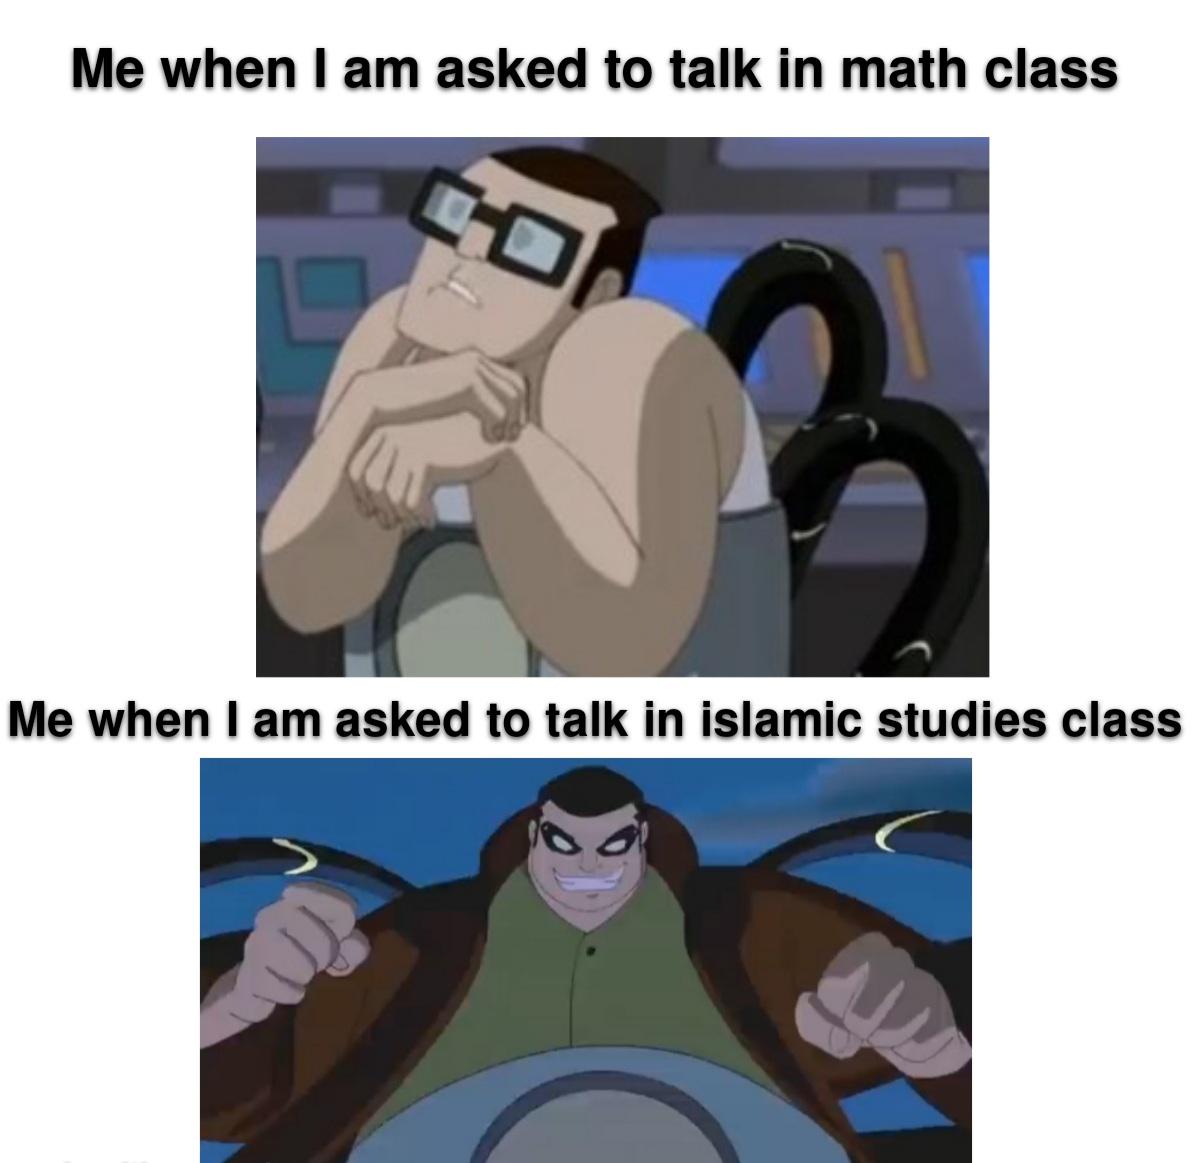 Me when I am asked to talk in math class
Me when I am asked to talk in islamic studies class